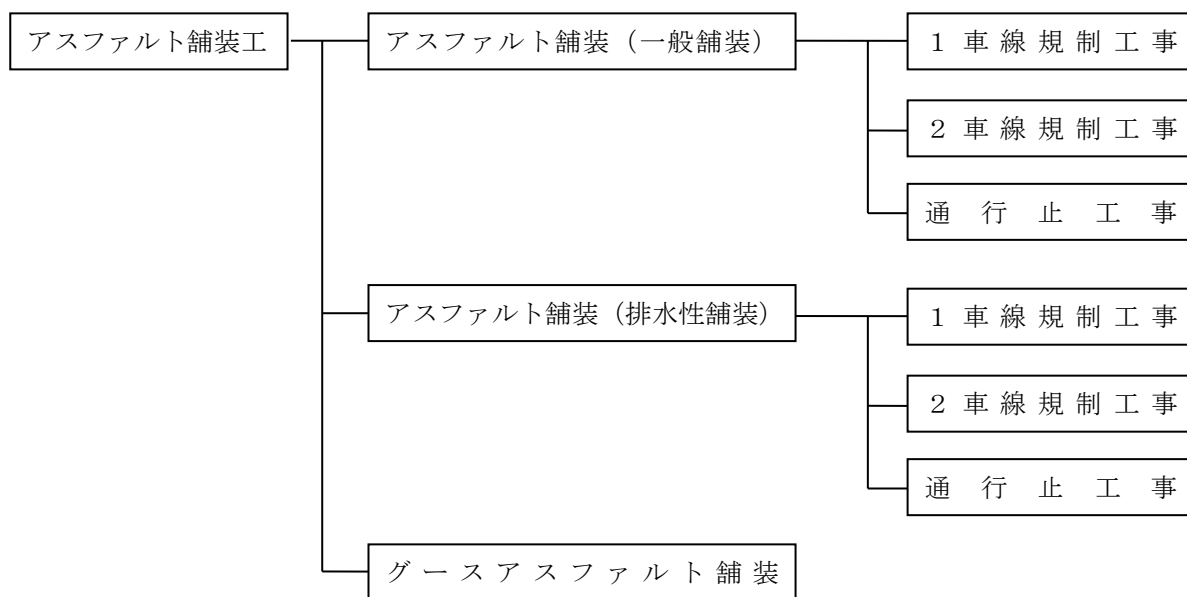 アスファルト舗装工
アスファルト舗装（一般舗装）
１車線規制工事
２車線規制工事
通行止工事
アスファルト舗装（排水性舗装）
１車線規制工事
２車線規制工事
通行止工事
グースアスファルト舗装